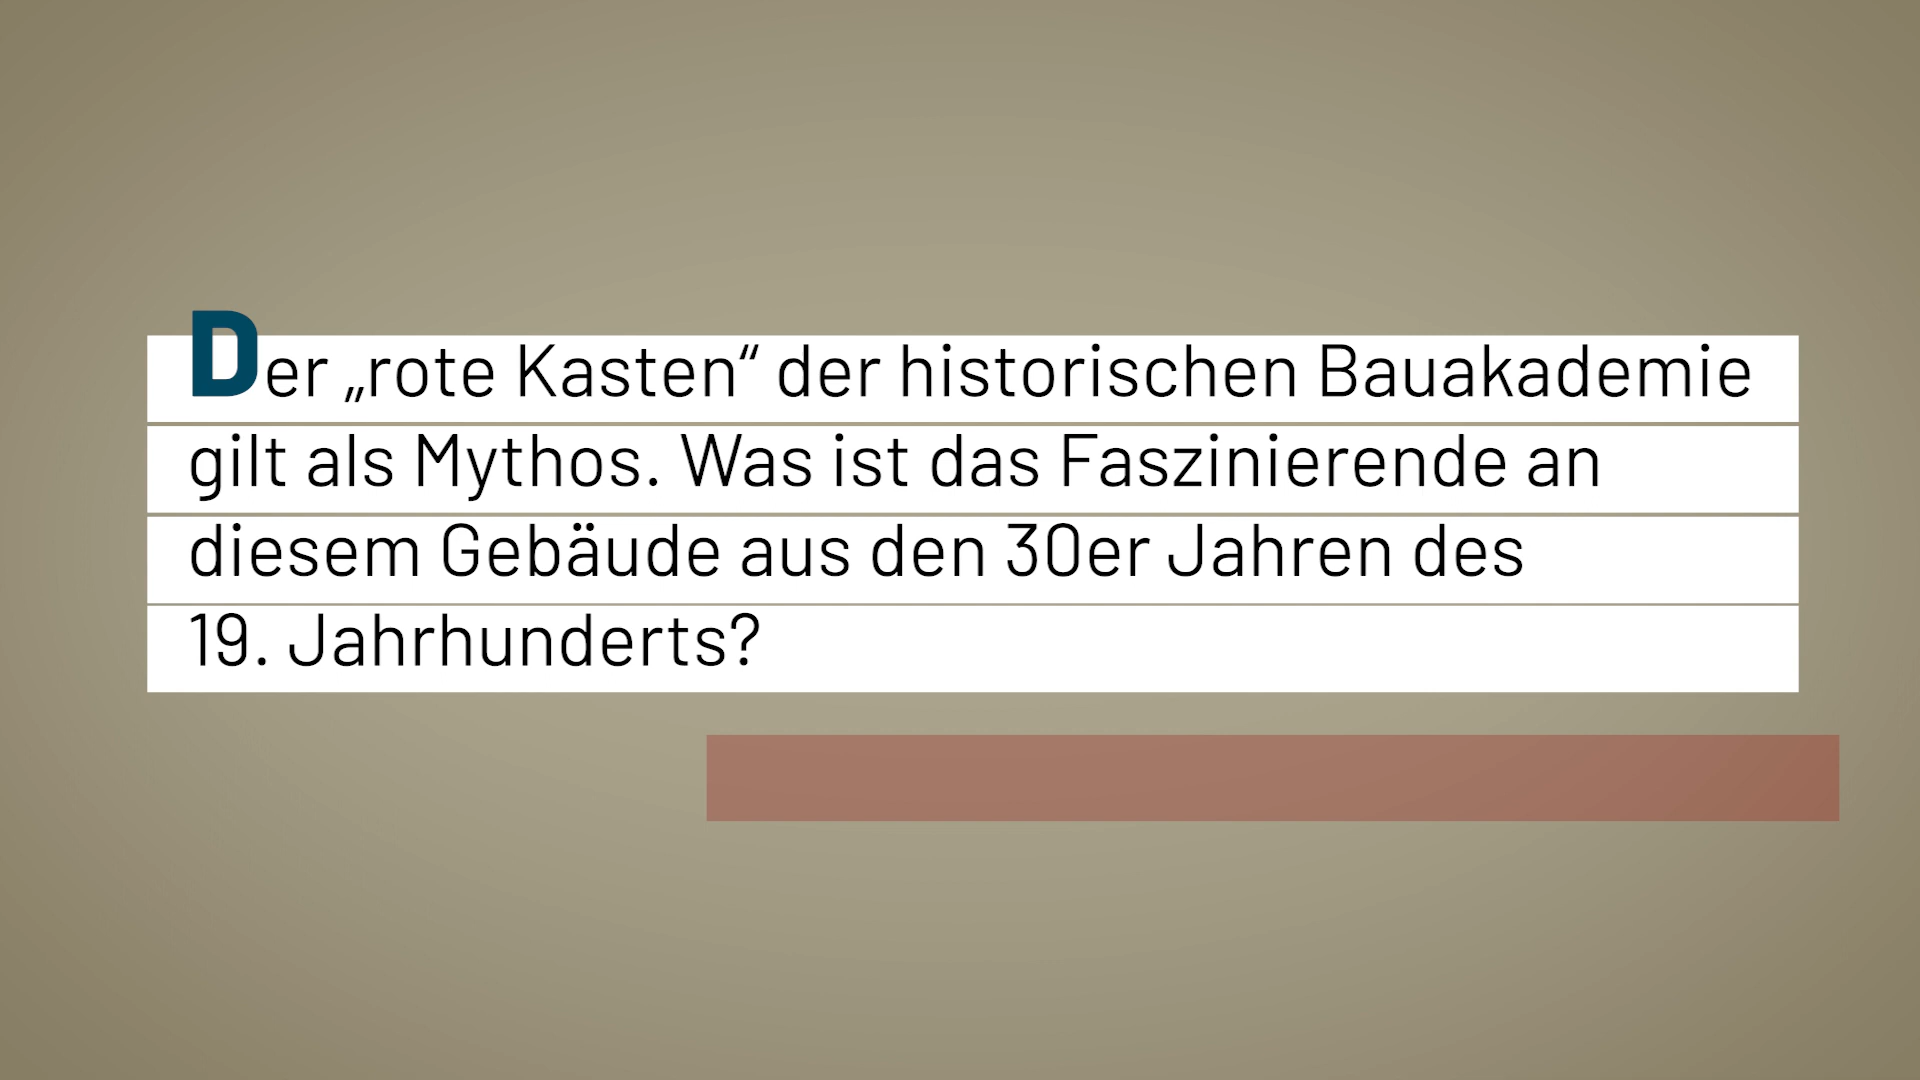 Der „rote Kasten“ der historischen Bauakademie
gilt als Mythos. Was ist das Faszinierende an
diesem Gebäude aus den 30er Jahren des
19. Jahrhunderts?